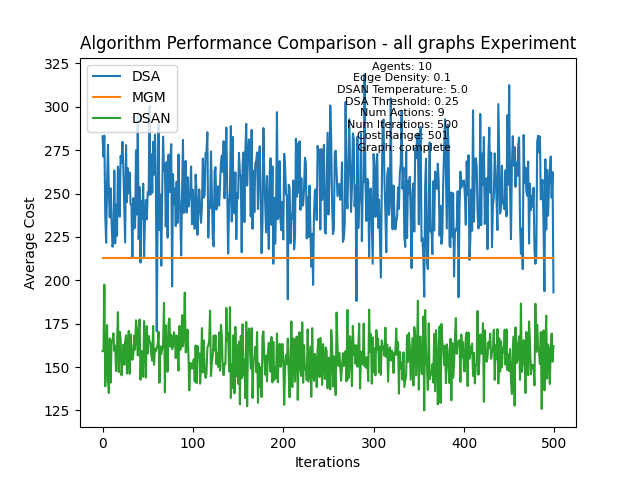 Algorithm Performance Comparison - all graphs Experiment
DSA
MGM
DSAN
Agents: 10
Edge Density: 0.1
DSAN Temperature: 5.0
DSA Threshold: 0.25
Num Actions: 9
Num Iterations: 500
Cost Range: 501
Graph: complete
Average Cost
325
300
275
250
225
200
175
150
125
0
100
200
300
400
500
Iterations